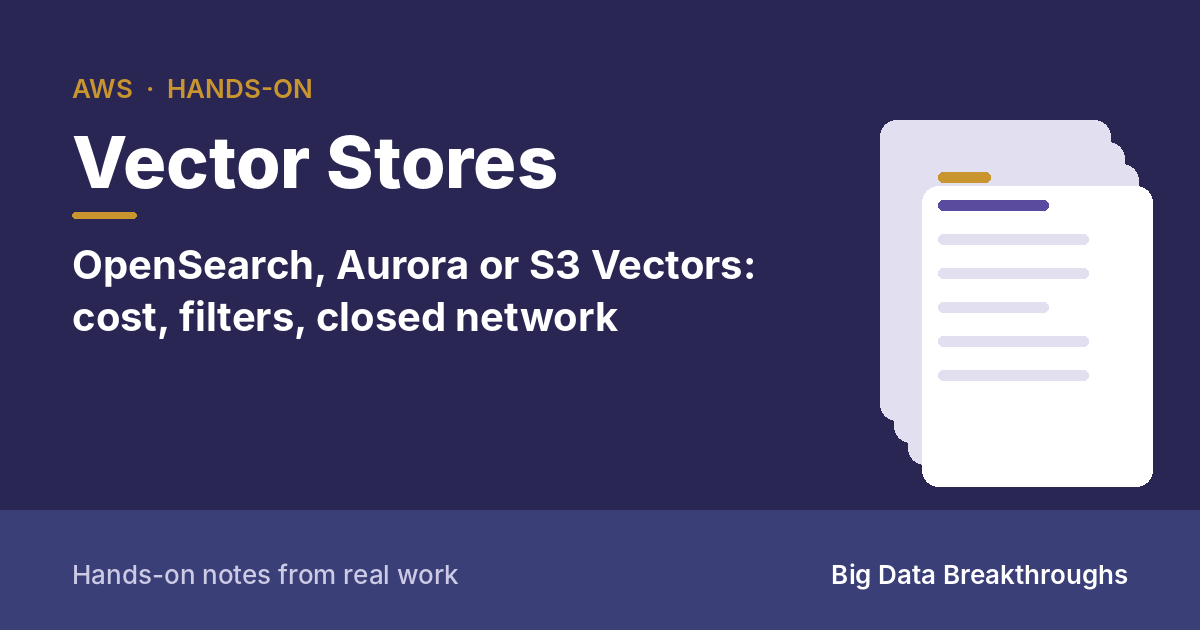 AWS · HANDS-ON
Vector Stores
OpenSearch, Aurora or S3 Vectors:
cost, filters, closed network
Hands-on notes from real work
Big Data Breakthroughs